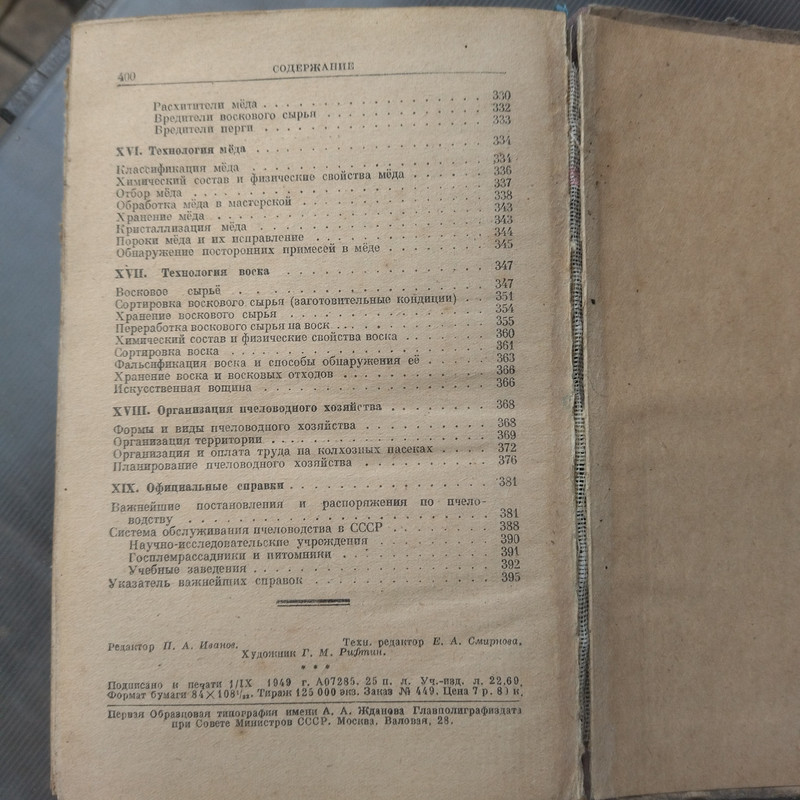 400
СОДЕРЖАНИЕ
Расхитители мёда . . . . . . . . . . . . . . . . 330
Вредители воскового сырья . . . . . . . . . . . . 332
Вредители перги . . . . . . . . . . . . . . . . 333
XVI. Технология мёда . . . . . . . . . . . . . . . . 334
Классификация мёда . . . . . . . . . . . . . . . . 334
Химический состав и физические свойства мёда . . . . . . 336
Отбор мёда . . . . . . . . . . . . . . . . 337
Обработка мёда в мастерской . . . . . . . . . . . . 338
Хранение мёда . . . . . . . . . . . . . . . . 343
Кристаллизация мёда . . . . . . . . . . . . . . . . 343
Пороки мёда и их исправление . . . . . . . . . . . . 344
Обнаружение посторонних примесей в мёде . . . . . . . . 345
XVII. Технология воска . . . . . . . . . . . . . . . . 347
Восковое сырьё . . . . . . . . . . . . . . . . 347
Сортировка воскового сырья (заготовительные кондиции) . . 351
Хранение воскового сырья . . . . . . . . . . . . . . 354
Переработка воскового сырья на воск . . . . . . . . . . 355
Химический состав и физические свойства воска . . . . . . 360
Сортировка воска . . . . . . . . . . . . . . . . 361
Фальсификация воска и способы обнаружения её . . . . . 363
Хранение воска и восковых отходов . . . . . . . . . . 366
Искусственная вощина . . . . . . . . . . . . . . . . 366
XVIII. Организация пчеловодного хозяйства . . . . . . . . 368
Формы и виды пчеловодного хозяйства . . . . . . . . . . 368
Организация территории . . . . . . . . . . . . . . . . 369
Организация и оплата труда на колхозных пасеках . . . . 372
Планирование пчеловодного хозяйства . . . . . . . . . . 376
XIX. Официальные справки . . . . . . . . . . . . . . . . 381
Важнейшие постановления и распоряжения по пчело-
водству . . . . . . . . . . . . . . . . 381
Система обслуживания пчеловодства в СССР . . . . . . . . 388
Научно-исследовательские учреждения . . . . . . . . 390
Госплемрассадники и питомники . . . . . . . . . . 391
Учебные заведения . . . . . . . . . . . . . . . . 392
Указатель важнейших справок . . . . . . . . . . . . 395
Редактор П. А. Иванов. Техн. редактор Е. А. Смирнова.
Художник Г. М. Рифтин.
* * *
Подписано к печати 1/IX 1949 г. А07285. 25 п. л. Уч.-изд. л. 22,60.
Формат бумаги 84×108¹/₃₂. Тираж 125 000 экз. Заказ № 449. Цена 7 р. 80 к.
Первая Образцовая типография имени А. А. Жданова Главполиграфиздата
при Совете Министров СССР. Москва, Валовая, 28.